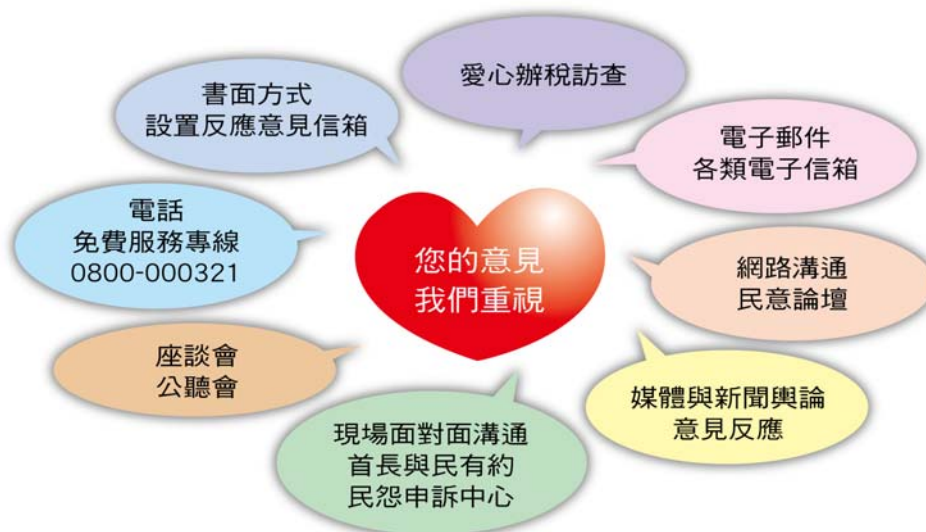 愛心辦稅訪查
書面方式
設置反應意見信箱
電子郵件
各類電子信箱
電話
免費服務專線
0800-000321
您的意見
我們重視
網路溝通
民意論壇
座談會
公聽會
媒體與新聞輿論
意見反應
現場面對面溝通
首長與民有約
民怨申訴中心